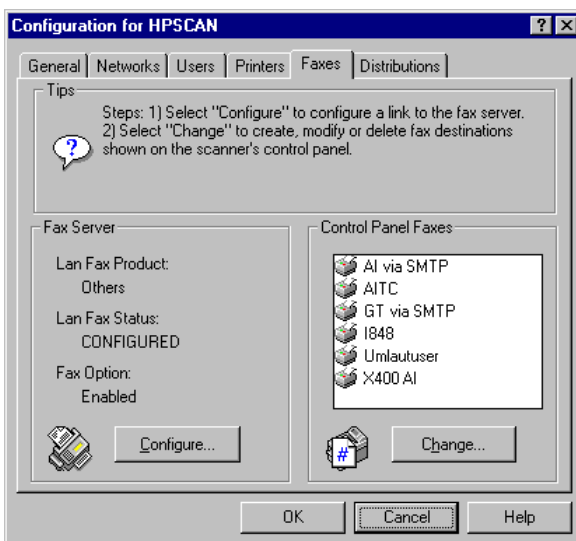 Configuration for HPSCAN
? X
General Networks Users Printers Faxes Distributions
Tips
Steps: 1) Select "Configure" to configure a link to the fax server.
2) Select "Change" to create, modify or delete fax destinations
shown on the scanner's control panel.
?
Fax Server
Lan Fax Product:
Others
Lan Fax Status:
CONFIGURED
Fax Option:
Enabled
Configure...
Control Panel Faxes
AI via SMTP
AITC
GT via SMTP
I848
Umlautuser
X400 AI
#
Change...
OK Cancel Help